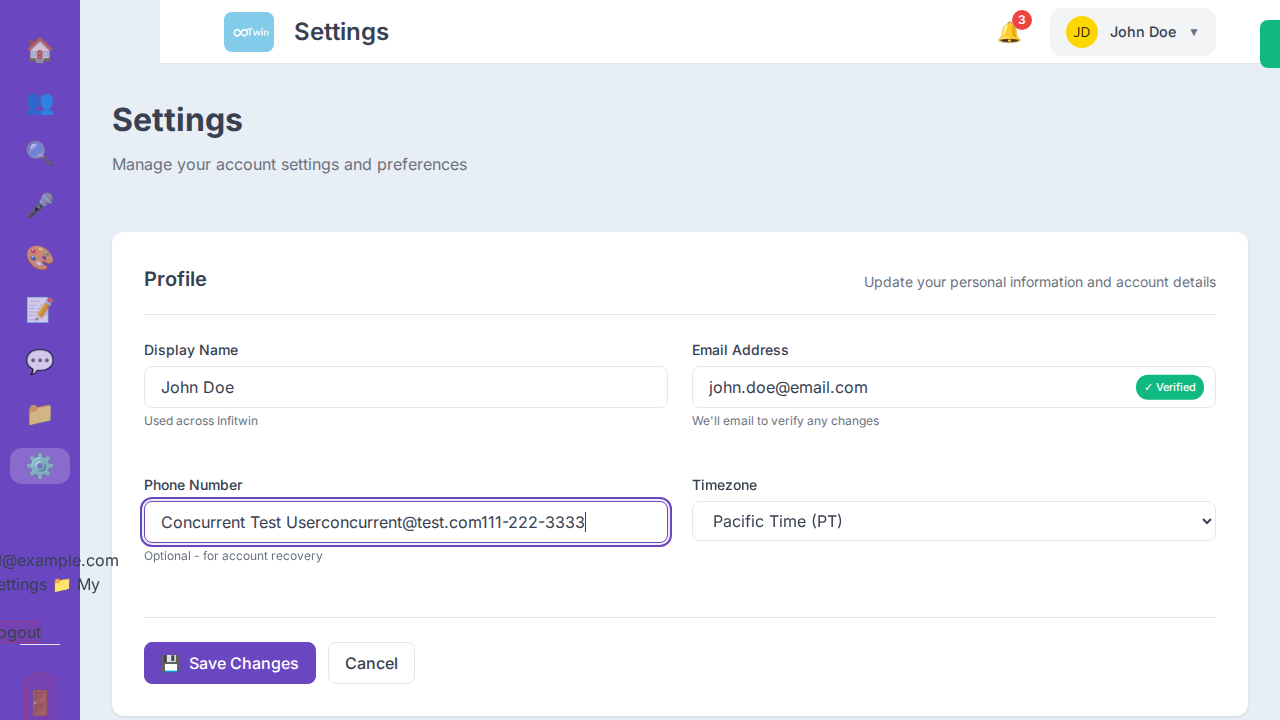 Twin
Settings
3
JD
John Doe
Settings
Manage your account settings and preferences
Profile
Update your personal information and account details
Display Name
John Doe
Used across Infitwin
Email Address
john.doe@email.com
✓ Verified
We'll email to verify any changes
Phone Number
Concurrent Test Userconcurrent@test.com111-222-3333
Optional - for account recovery
Timezone
Pacific Time (PT)
l@example.com
ettings 📁 My
ogout
Save Changes
Cancel